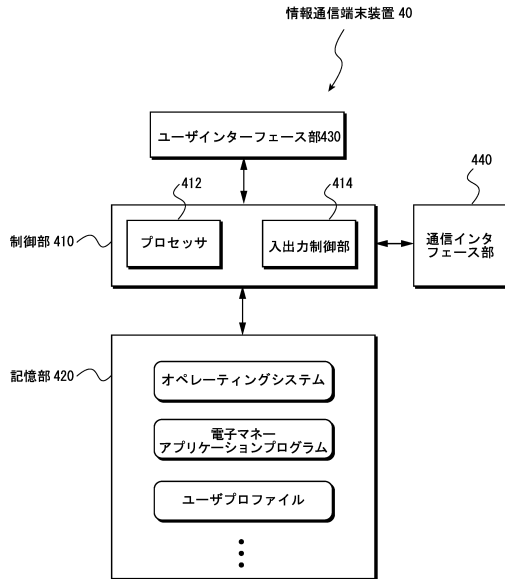 情報通信端末装置 40
ユーザインターフェース部430
412
414
440
制御部 410
プロセッサ
入出力制御部
通信インタ
フェース部
記憶部 420
オペレーティングシステム
電子マネー
アプリケーションプログラム
ユーザプロファイル